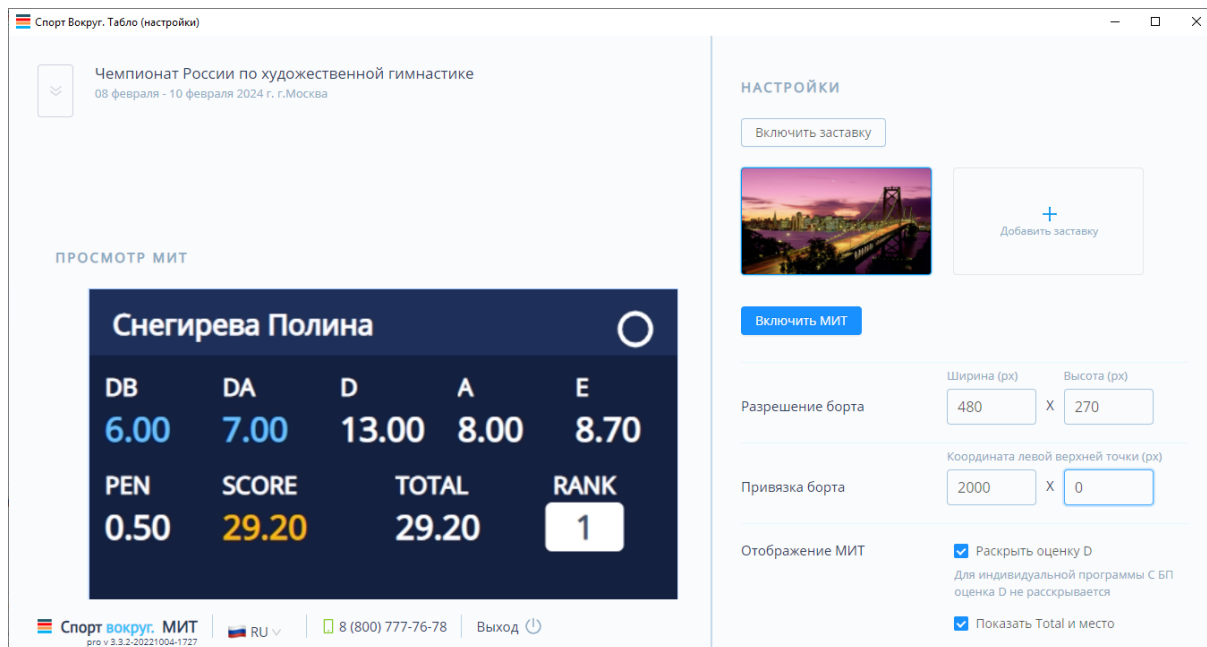 Спорт Вокруг. Табло (настройки)
Чемпионат России по художественной гимнастике
08 февраля - 10 февраля 2024 г. г.Москва
ПРОСМОТР МИТ
Снегирева Полина
DB DA D A E
6.00 7.00 13.00 8.00 8.70
PEN SCORE TOTAL RANK
0.50 29.20 29.20 1
Спорт вокруг. МИТ
pro v 3.3.2-20221004-1727
RU
8 (800) 777-76-78
Выход
НАСТРОЙКИ
Включить заставку
Добавить заставку
Включить МИТ
Ширина (px) Высота (px)
Разрешение борта 480 X 270
Координата левой верхней точки (px)
Привязка борта 2000 X 0
Отображение МИТ Раскрыть оценку D
Для индивидуальной программы С БП
оценка D не расскрывается
Показать Total и место